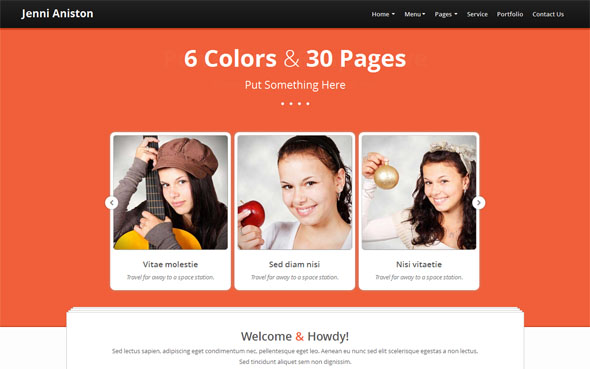 Jenni Aniston
Home Menu Pages Service Portfolio Contact Us
6 Colors & 30 Pages
Put Something Here
Vitae molestie
Travel far away to a space station.
Sed diam nisi
Travel far away to a space station.
Nisi vitaetie
Travel far away to a space station.
Welcome & Howdy!
Sed lectus sapien, adipiscing eget condimentum nec, pellentesque eget leo. Aenean eu nunc sed elit scelerisque egestas a non lectus.
Sed tincidunt aliquet sem non dignissim.